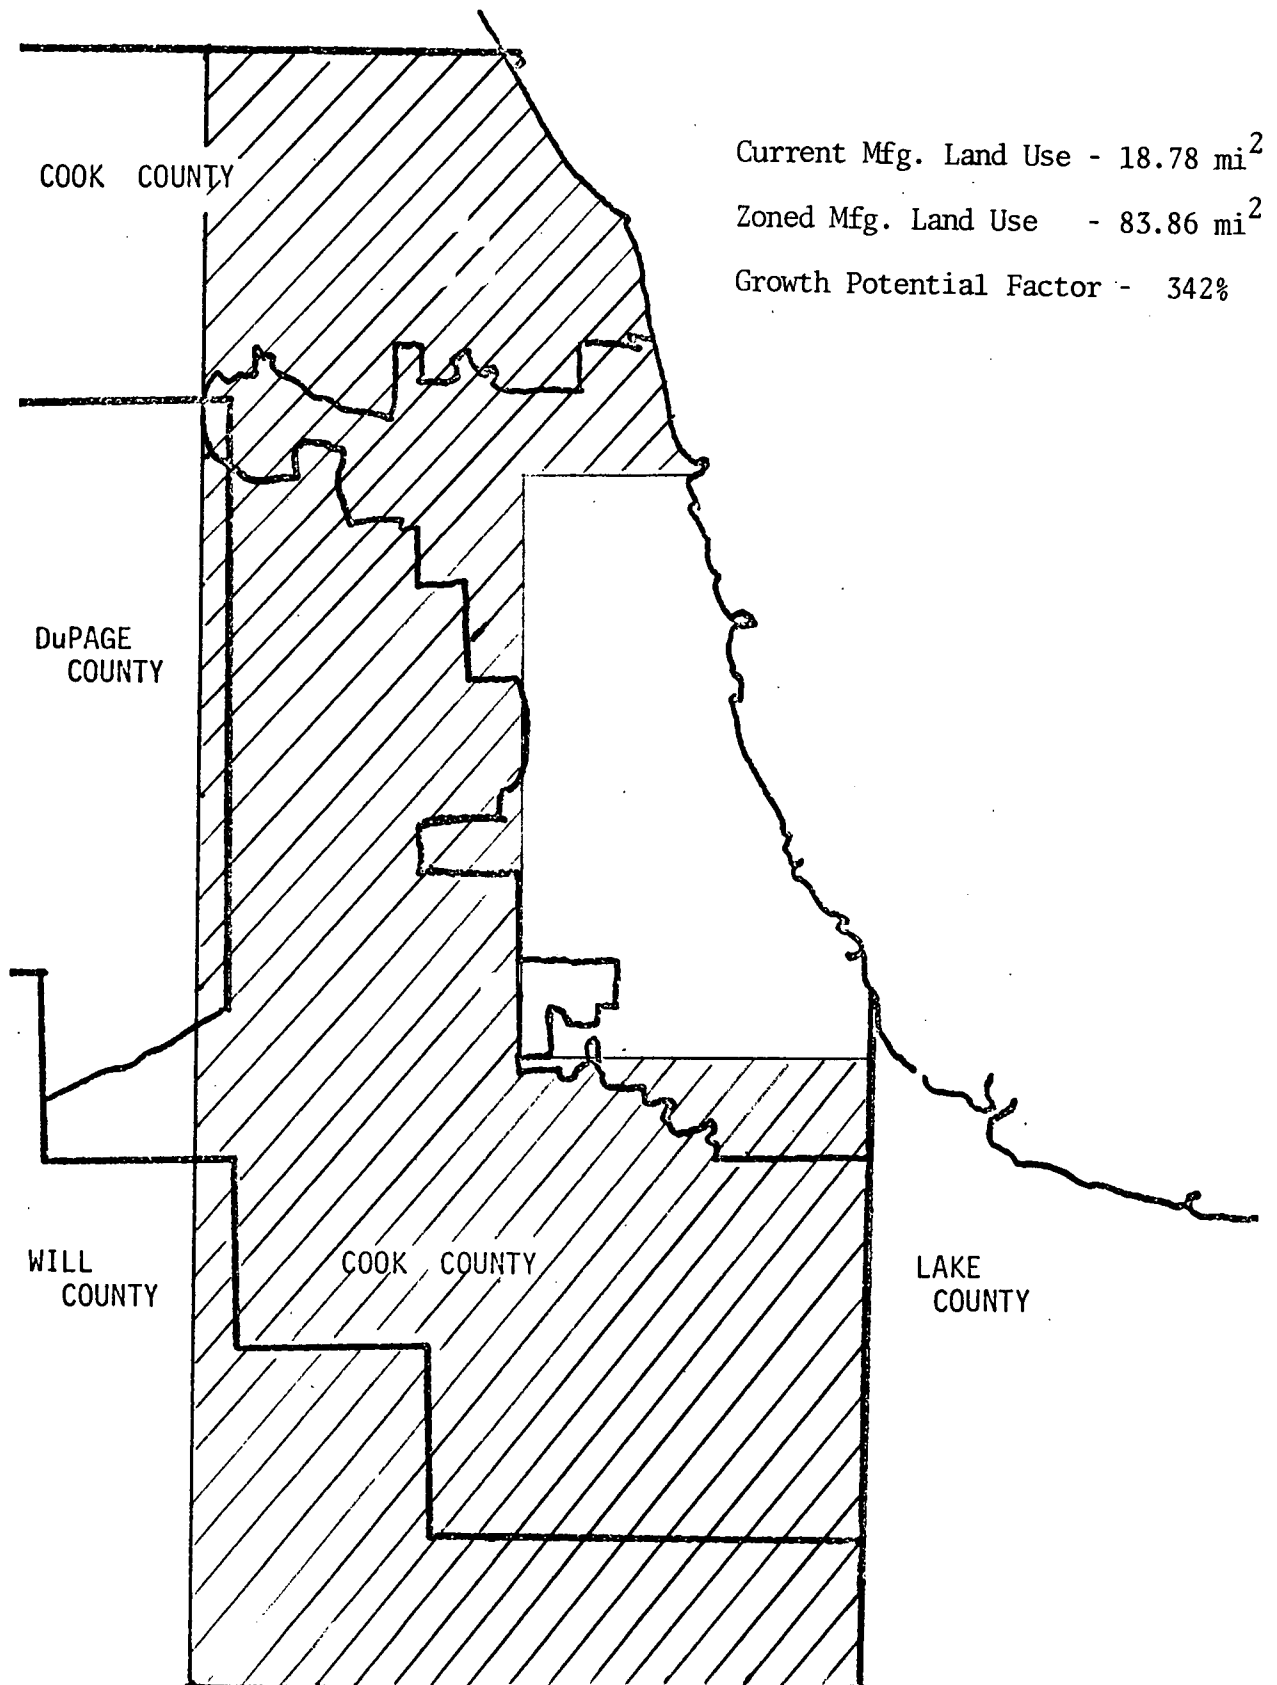 Current Mfg. Land Use - 18.78 mi²
COOK COUNTY
Zoned Mfg. Land Use - 83.86 mi²
Growth Potential Factor - 342%
DuPAGE
COUNTY
WILL
COUNTY
COOK COUNTY
LAKE
COUNTY